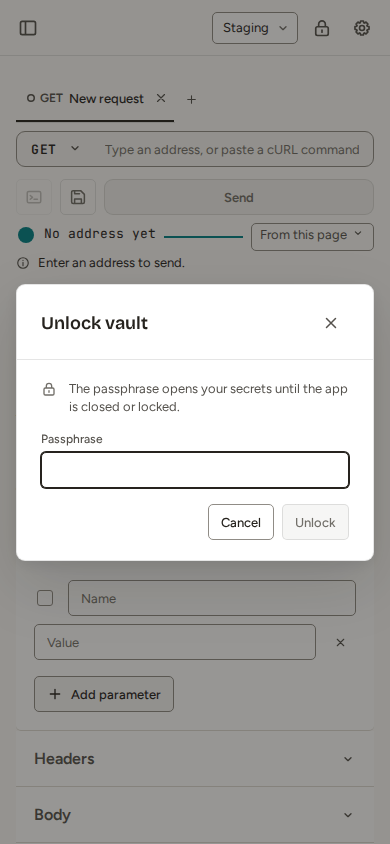 Staging
GET New request
GET Type an address, or paste a cURL command
Send
No address yet
From this page
Enter an address to send.
Unlock vault
The passphrase opens your secrets until the app
is closed or locked.
Passphrase
Cancel
Unlock
Name
Value
Add parameter
Headers
Body